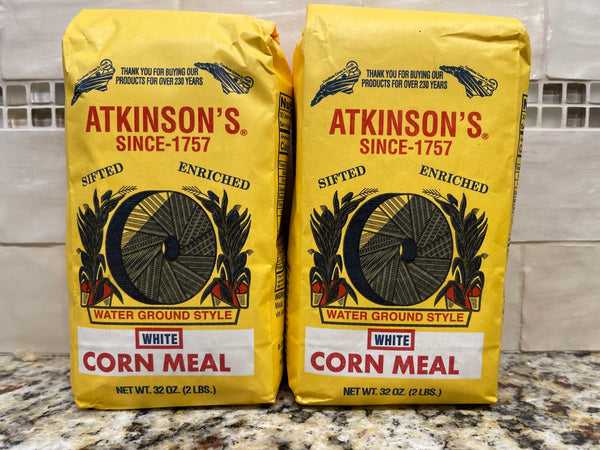 THANK YOU FOR BUYING OUR
PRODUCTS FOR OVER 230 YEARS
ATKINSON'S®
SINCE-1757
SIFTED ENRICHED
WATER GROUND STYLE
WHITE
CORN MEAL
NET WT. 32 OZ. (2 LBS.)
THANK YOU FOR BUYING OUR
PRODUCTS FOR OVER 230 YEARS
ATKINSON'S®
SINCE-1757
SIFTED ENRICHED
WATER GROUND STYLE
WHITE
CORN MEAL
NET WT. 32 OZ. (2 LBS.)